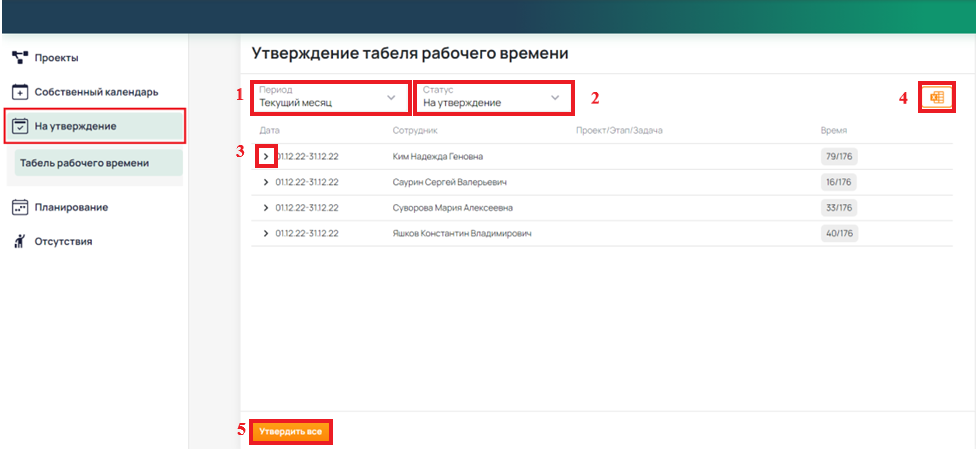 Проекты
Собственный календарь
На утверждение
Табель рабочего времени
Планирование
Отсутствия
Утверждение табеля рабочего времени
1 Период
Текущий месяц
Статус
На утверждение
2
4
Дата Сотрудник Проект/Этап/Задача Время
3 01.12.22-31.12.22 Ким Надежда Геновна 79/176
01.12.22-31.12.22 Саурин Сергей Валерьевич 16/176
01.12.22-31.12.22 Суворова Мария Алексеевна 33/176
01.12.22-31.12.22 Яшков Константин Владимирович 40/176
5 Утвердить все